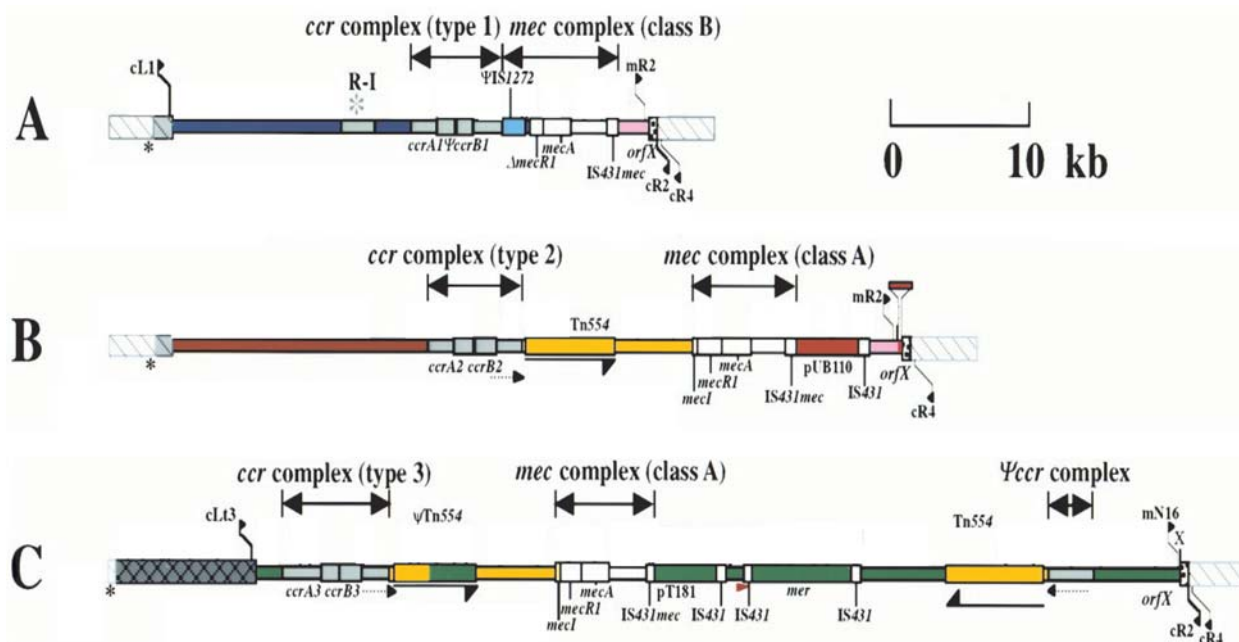 ccr complex (type 1) mec complex (class B)
cL1
ΨIS1272
mR2
R-I
A
*
ccrA1 ΨccrB1
mecA
orfX
ΔmecR1
IS431mec
cR2
cR4
0 10 kb
ccr complex (type 2)
mec complex (class A)
mR2
B
Tn554
*
ccrA2 ccrB2
mecA
pUB110
orfX
mecR1
mecI
IS431mec
IS431
cR4
ccr complex (type 3)
mec complex (class A)
Ψccr complex
cLt3
ψTn554
Tn554
mN16
X
C
*
ccrA3 ccrB3
mecA
pT181
mer
orfX
mecR1
mecI
IS431mec
IS431
IS431
IS431
cR2
cR4